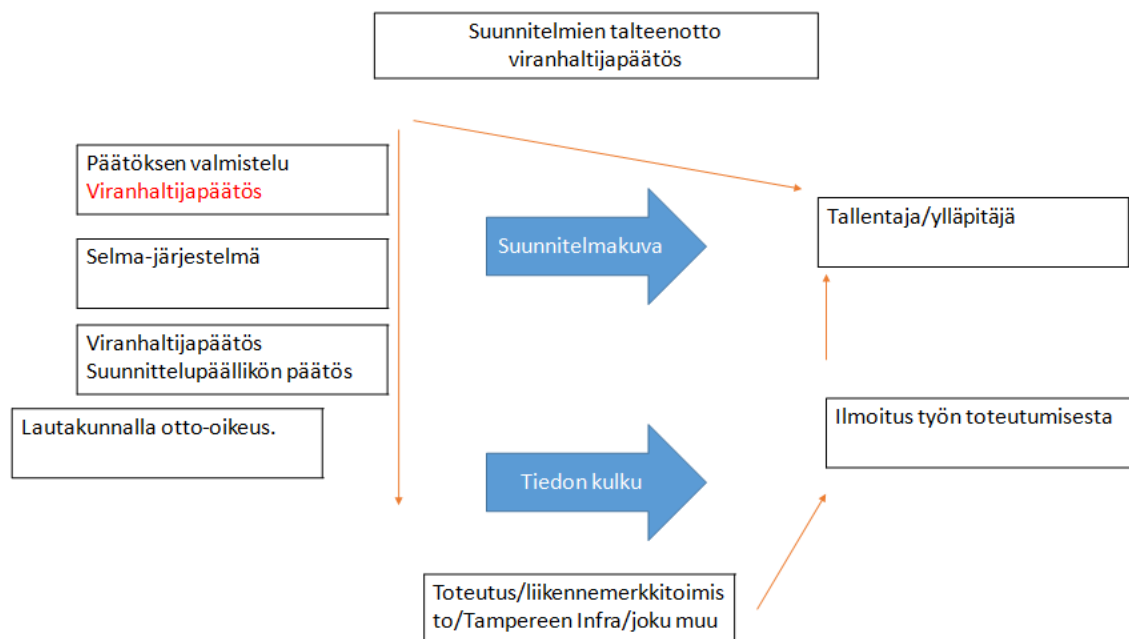 Suunnitelmien talteenotto
viranhaltijapäätös
Päätöksen valmistelu
Viranhaltijapäätös
Selma-järjestelmä
Viranhaltijapäätös
Suunnittelupäällikön päätös
Lautakunnalla otto-oikeus.
Suunnitelmakuva
Tiedon kulku
Tallentaja/ylläpitäjä
Ilmoitus työn toteutumisesta
Toteutus/liikennemerkkitoimis
to/Tampereen Infra/joku muu